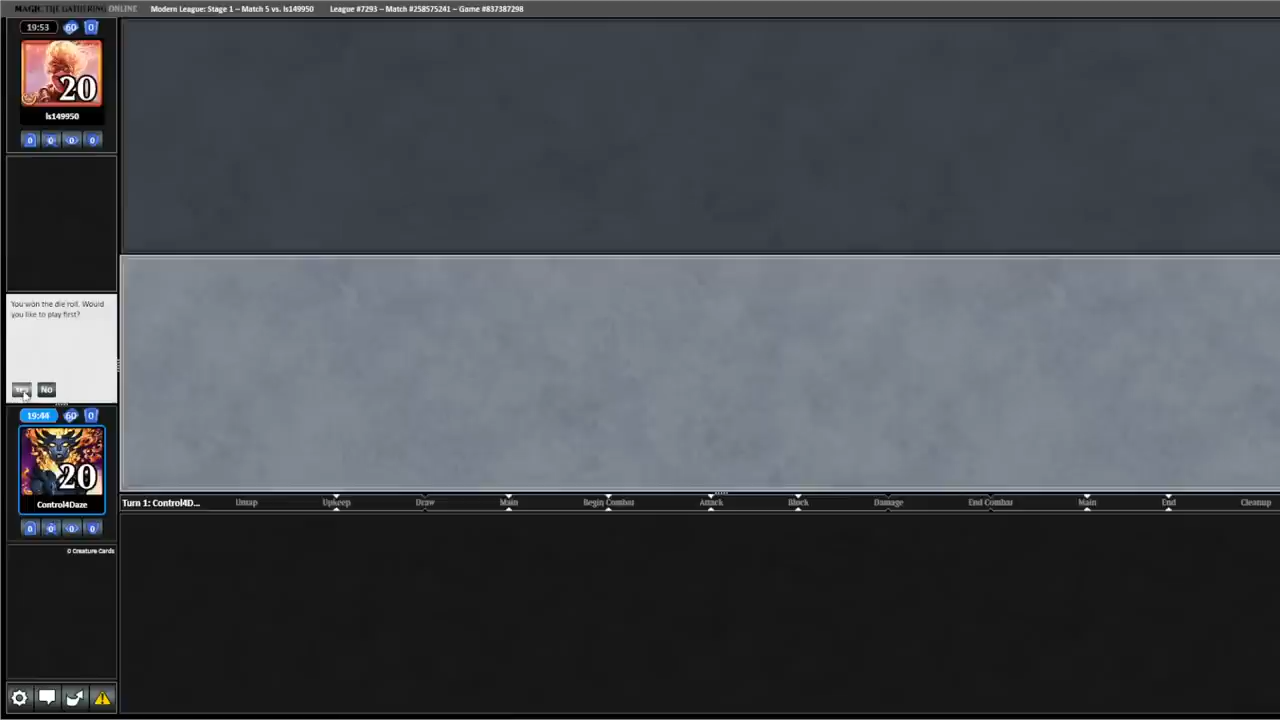 MAGIC THE GATHERING ONLINE Modern League: Stage 1 – Match 5 vs. ls149950 League #7293 – Match #258575241 – Game #837387298
19:53 60 0
20
ls149950
0 0 0 0
You won the die roll. Would
you like to play first?
Yes No
19:44 60 0
20
Control4Daze
Turn 1: Control4D... Untap Upkeep Draw Main Begin Combat Attack Block Damage End Combat Main End Cleanup
0 0 0 0
0 Creature Cards